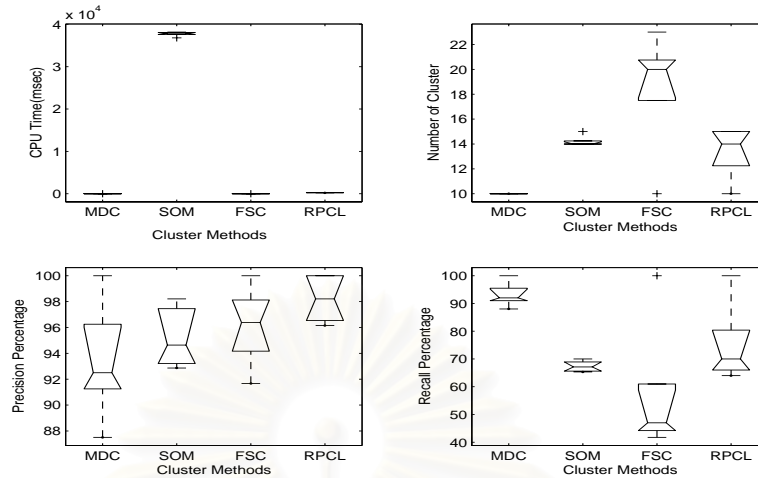 x 10⁴
4
3
2
1
0
CPU Time(msec)
MDC SOM FSC RPCL
Cluster Methods
22
20
18
16
14
12
10
Number of Cluster
MDC SOM FSC RPCL
Cluster Methods
100
98
96
94
92
90
88
Precision Percentage
MDC SOM FSC RPCL
Cluster Methods
100
90
80
70
60
50
40
Recall Percentage
MDC SOM FSC RPCL
Cluster Methods